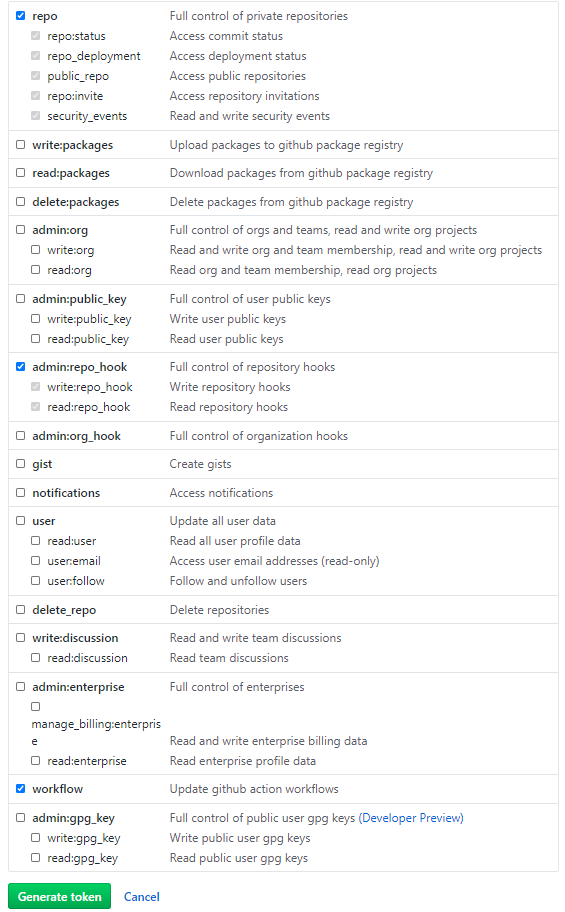 repo Full control of private repositories
repo:status Access commit status
repo_deployment Access deployment status
public_repo Access public repositories
repo:invite Access repository invitations
security_events Read and write security events
write:packages Upload packages to github package registry
read:packages Download packages from github package registry
delete:packages Delete packages from github package registry
admin:org Full control of orgs and teams, read and write org projects
write:org Read and write org and team membership, read and write org projects
read:org Read org and team membership, read org projects
admin:public_key Full control of user public keys
write:public_key Write user public keys
read:public_key Read user public keys
admin:repo_hook Full control of repository hooks
write:repo_hook Write repository hooks
read:repo_hook Read repository hooks
admin:org_hook Full control of organization hooks
gist Create gists
notifications Access notifications
user Update all user data
read:user Read all user profile data
user:email Access user email addresses (read-only)
user:follow Follow and unfollow users
delete_repo Delete repositories
write:discussion Read and write team discussions
read:discussion Read team discussions
admin:enterprise Full control of enterprises
manage_billing:enterpris
e Read and write enterprise billing data
read:enterprise Read enterprise profile data
workflow Update github action workflows
admin:gpg_key Full control of public user gpg keys (Developer Preview)
write:gpg_key Write public user gpg keys
read:gpg_key Read public user gpg keys
Generate token Cancel